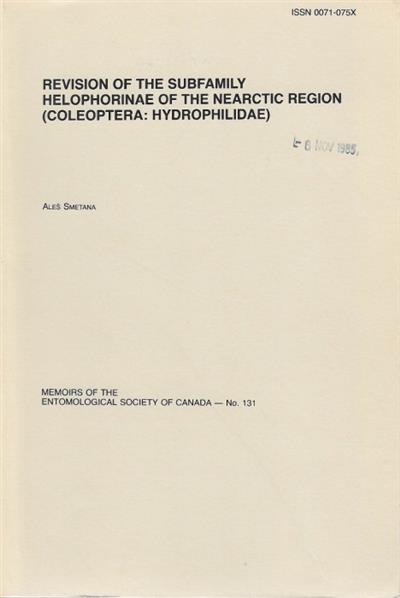 ISSN 0071-075X
REVISION OF THE SUBFAMILY
HELOPHORINAE OF THE NEARCTIC REGION
(COLEOPTERA: HYDROPHILIDAE)
6 NOV 1985
ALEŠ SMETANA
MEMOIRS OF THE
ENTOMOLOGICAL SOCIETY OF CANADA — No. 131